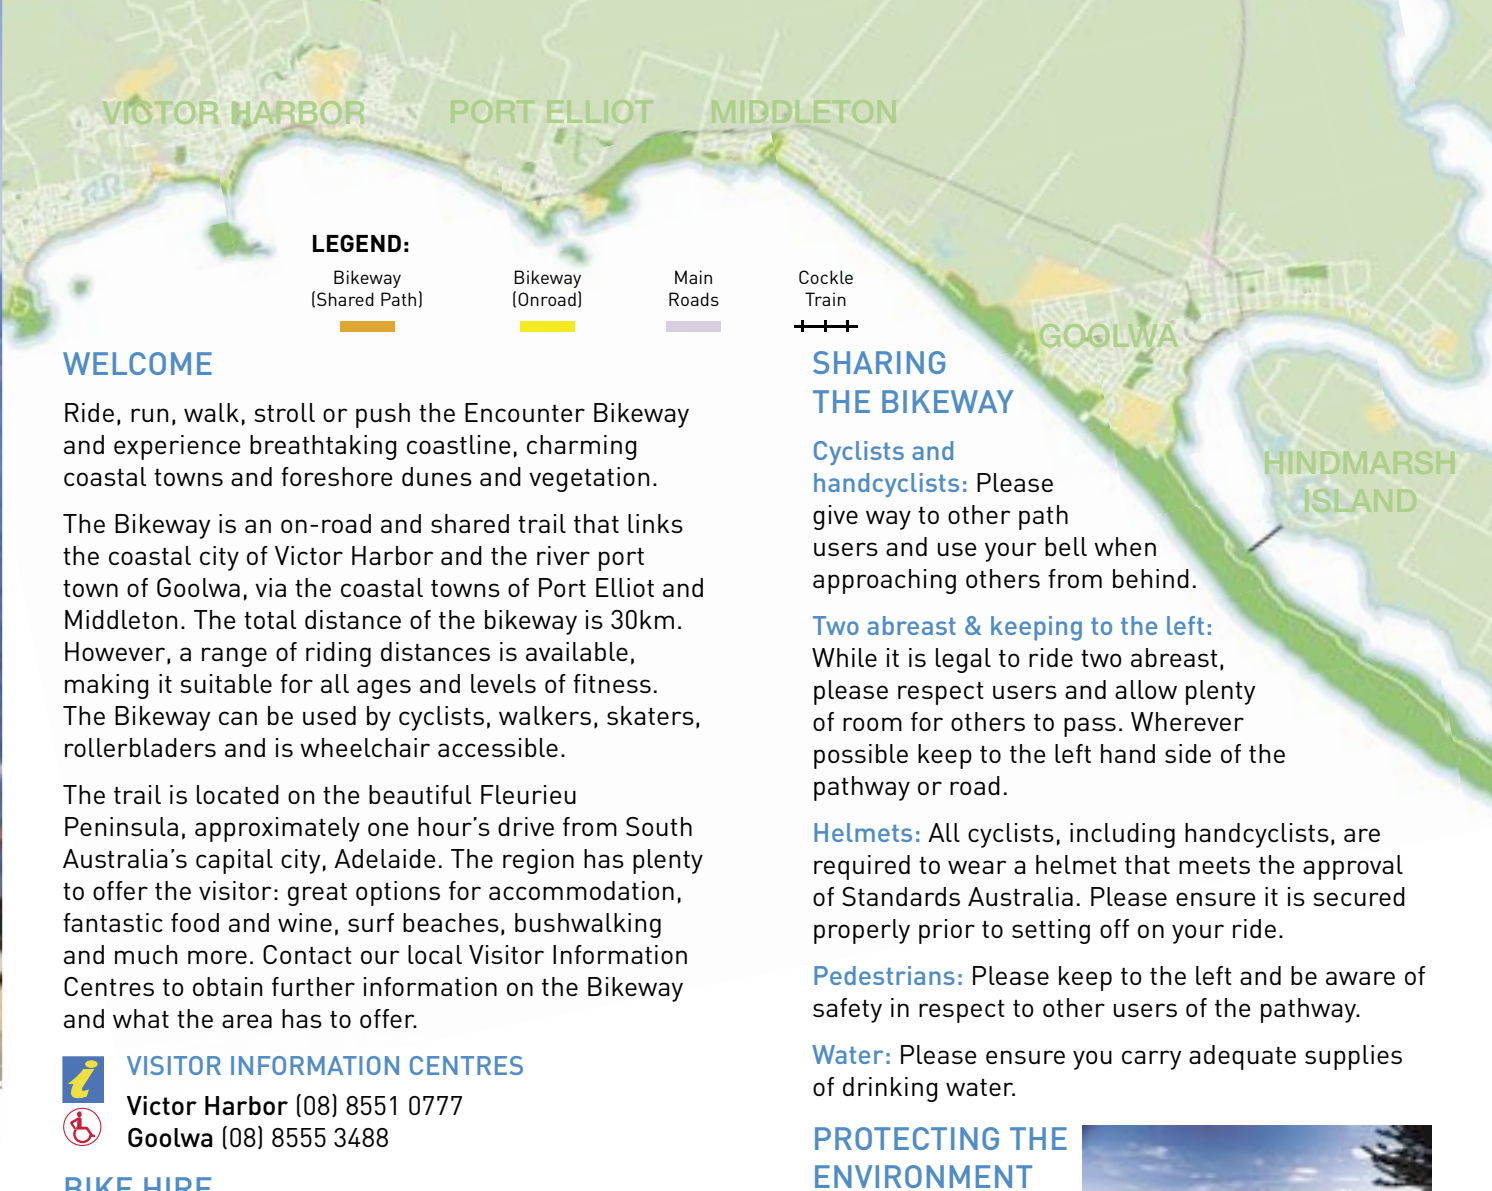 VICTOR HARBOR
PORT ELLIOT
MIDDLETON
GOOLWA
HINDMARSH
ISLAND
LEGEND:
Bikeway
(Shared Path)
Bikeway
(Onroad)
Main
Roads
Cockle
Train
WELCOME
Ride, run, walk, stroll or push the Encounter Bikeway
and experience breathtaking coastline, charming
coastal towns and foreshore dunes and vegetation.
The Bikeway is an on-road and shared trail that links
the coastal city of Victor Harbor and the river port
town of Goolwa, via the coastal towns of Port Elliot and
Middleton. The total distance of the bikeway is 30km.
However, a range of riding distances is available,
making it suitable for all ages and levels of fitness.
The Bikeway can be used by cyclists, walkers, skaters,
rollerbladers and is wheelchair accessible.
The trail is located on the beautiful Fleurieu
Peninsula, approximately one hour's drive from South
Australia's capital city, Adelaide. The region has plenty
to offer the visitor: great options for accommodation,
fantastic food and wine, surf beaches, bushwalking
and much more. Contact our local Visitor Information
Centres to obtain further information on the Bikeway
and what the area has to offer.
VISITOR INFORMATION CENTRES
Victor Harbor (08) 8551 0777
Goolwa (08) 8555 3488
BIKE HIRE
SHARING
THE BIKEWAY
Cyclists and
handcyclists: Please
give way to other path
users and use your bell when
approaching others from behind.
Two abreast & keeping to the left:
While it is legal to ride two abreast,
please respect users and allow plenty
of room for others to pass. Wherever
possible keep to the left hand side of the
pathway or road.
Helmets: All cyclists, including handcyclists, are
required to wear a helmet that meets the approval
of Standards Australia. Please ensure it is secured
properly prior to setting off on your ride.
Pedestrians: Please keep to the left and be aware of
safety in respect to other users of the pathway.
Water: Please ensure you carry adequate supplies
of drinking water.
PROTECTING THE
ENVIRONMENT